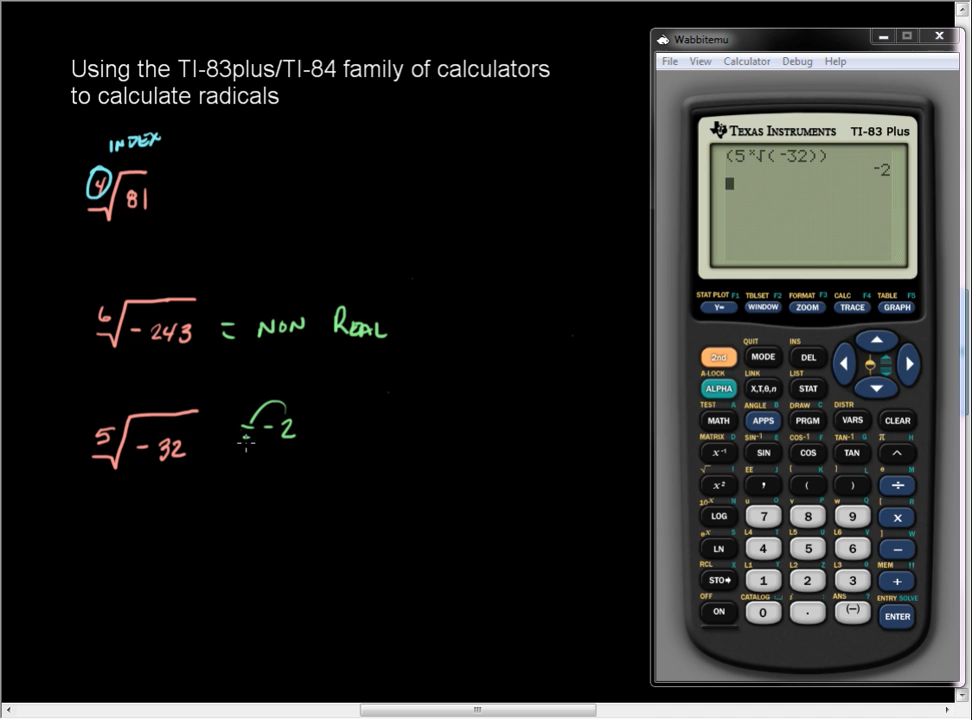 Using the TI-83plus/TI-84 family of calculators
to calculate radicals
INDEX
4√81
6√-243 = NON REAL
5√-32 = -2
Wabbitemu
File View Calculator Debug Help
TEXAS INSTRUMENTS TI-83 Plus
(5ˣ√(-32))
-2
STAT PLOT F1 TBLSET F2 FORMAT F3 CALC F4 TABLE F5
Y= WINDOW ZOOM TRACE GRAPH
QUIT INS
2nd MODE DEL
A-LOCK LINK LIST
ALPHA X,T,θ,n STAT
TEST A ANGLE B DRAW C DISTR
MATH APPS PRGM VARS CLEAR
MATRIX D SIN⁻¹ E COS⁻¹ F TAN⁻¹ G π H
x⁻¹ SIN COS TAN ^
√ I EE J { K } L e M
x² , ( ) ÷
10ˣ N u O v P w Q [ R
LOG 7 8 9 x
eˣ S L4 T L5 U L6 V ] W
LN 4 5 6 −
RCL X L1 Y L2 Z L3 θ MEM "
STO➔ 1 2 3 +
OFF CATALOG i : ANS ? ENTRY SOLVE
ON 0 . (−) ENTER